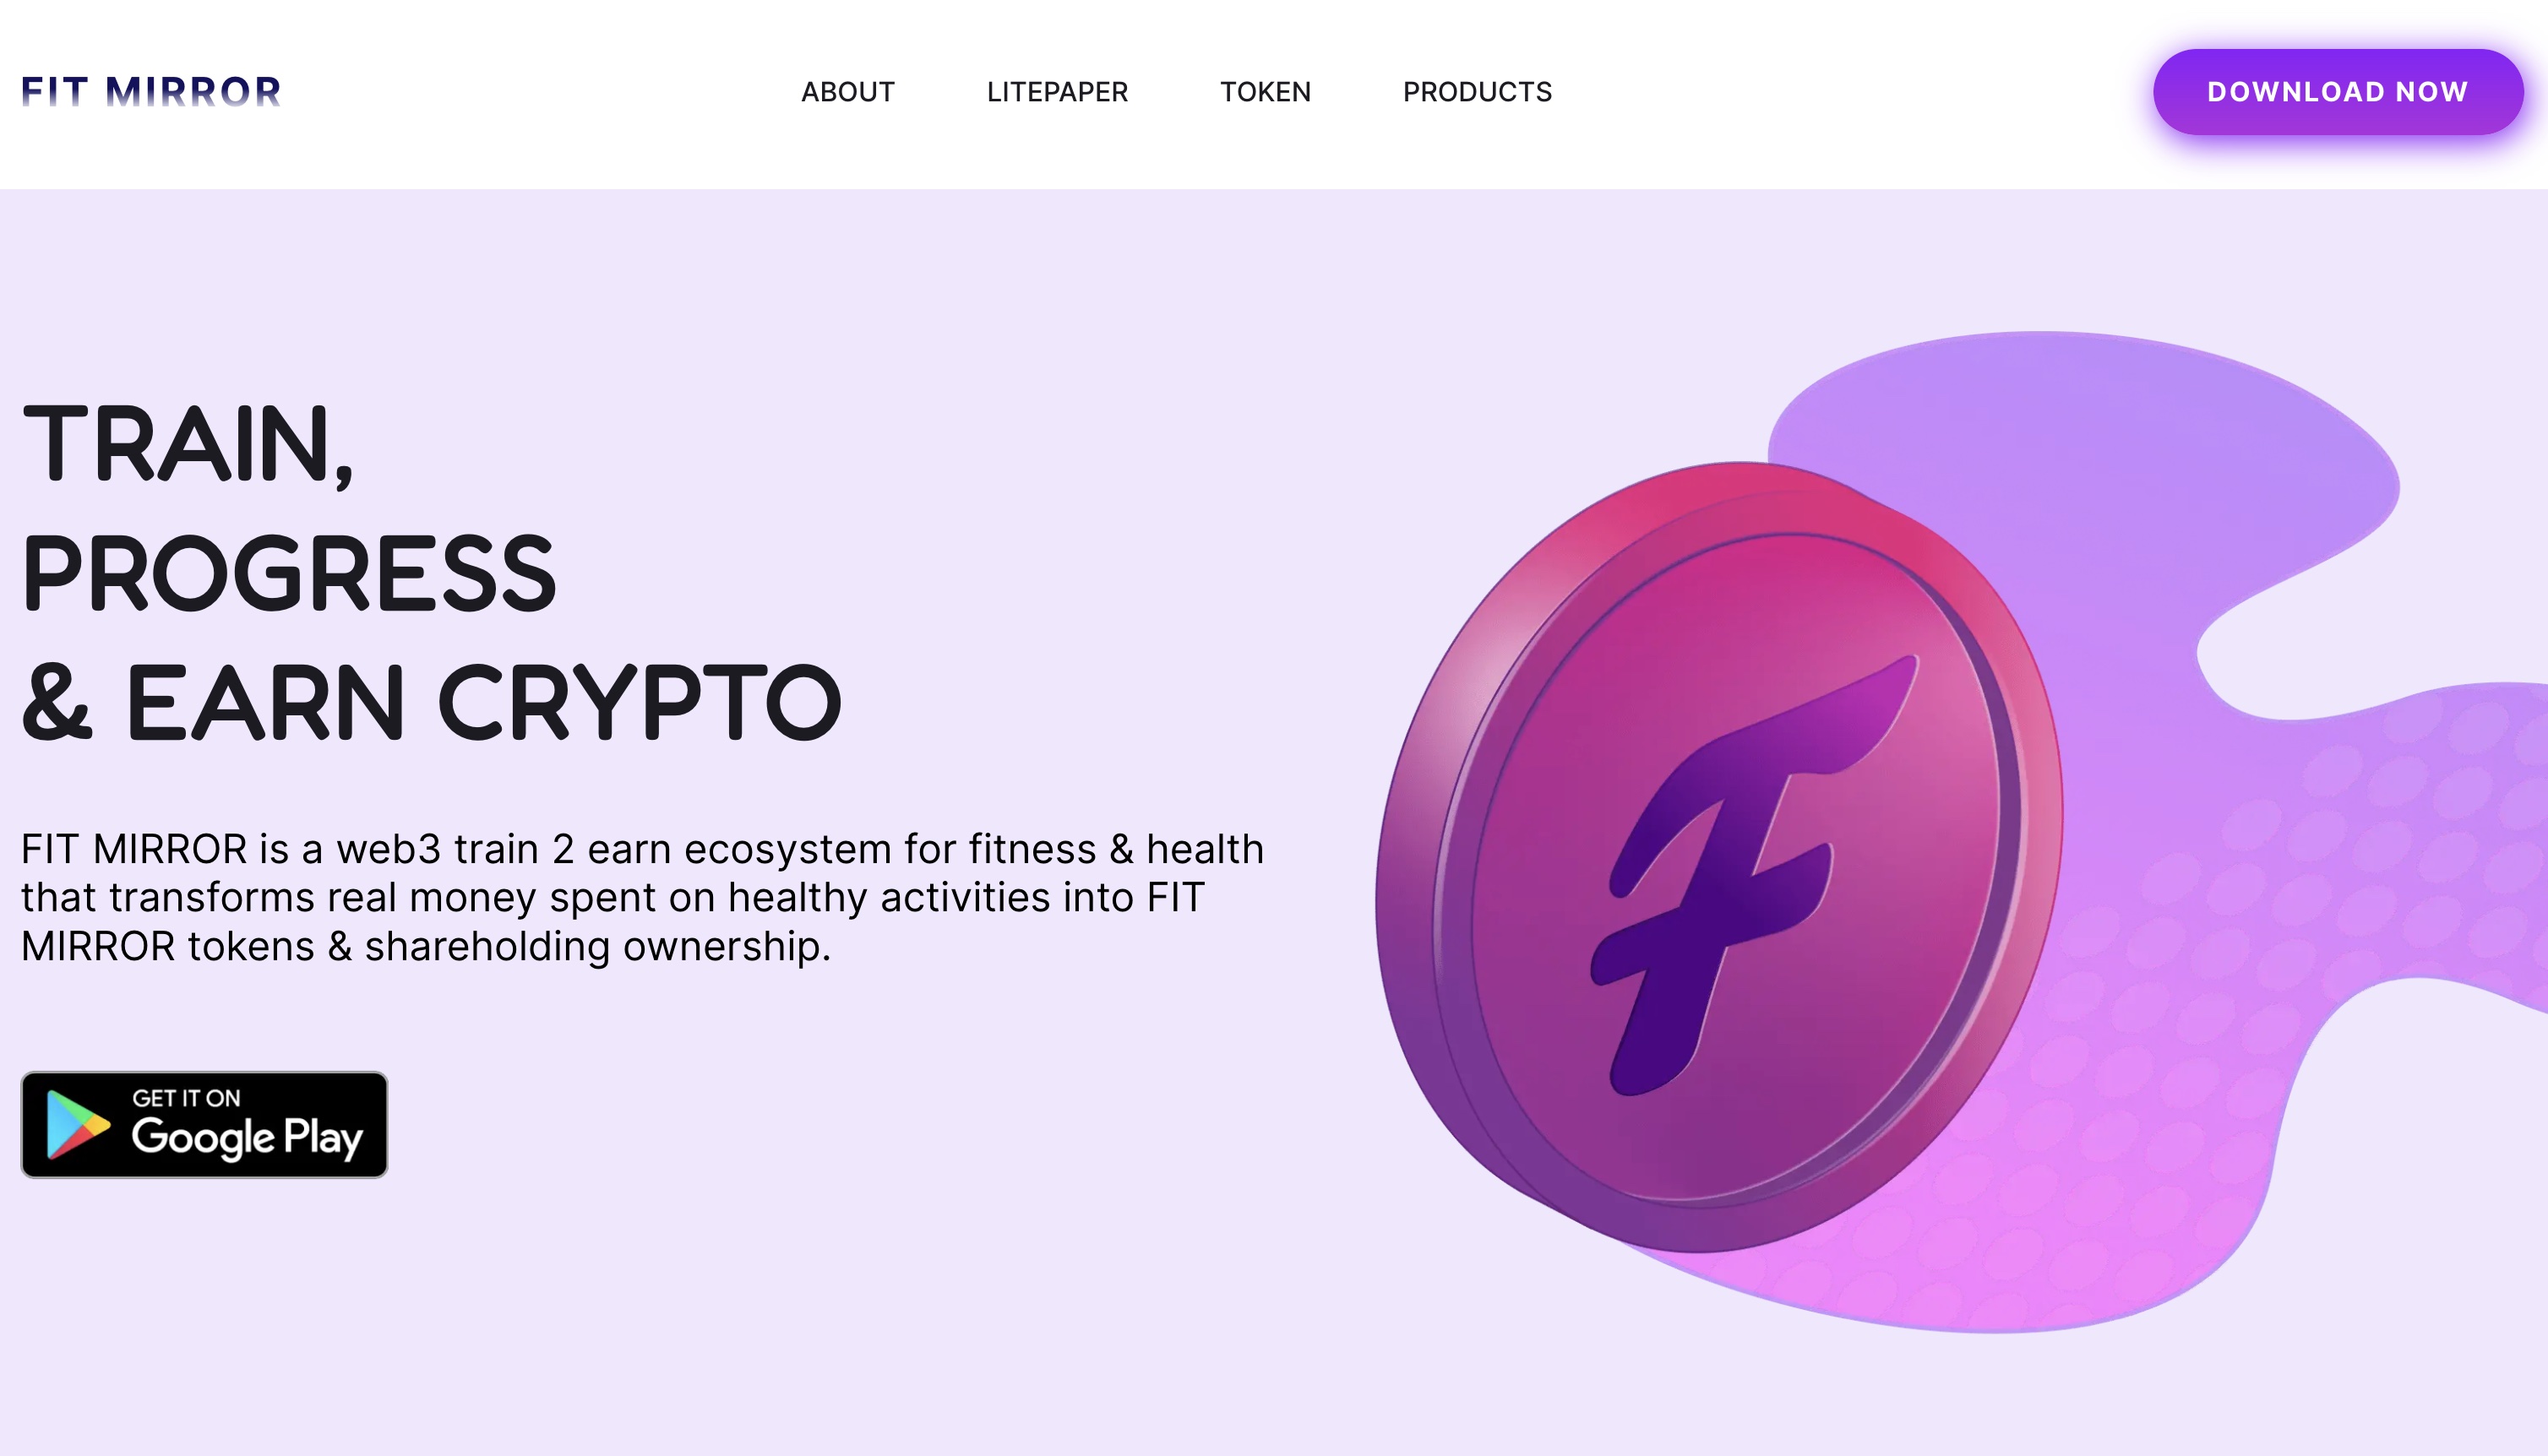 FIT MIRROR
ABOUT
LITEPAPER
TOKEN
PRODUCTS
DOWNLOAD NOW
TRAIN,
PROGRESS
& EARN CRYPTO
FIT MIRROR is a web3 train 2 earn ecosystem for fitness & health
that transforms real money spent on healthy activities into FIT
MIRROR tokens & shareholding ownership.
GET IT ON
Google Play
F